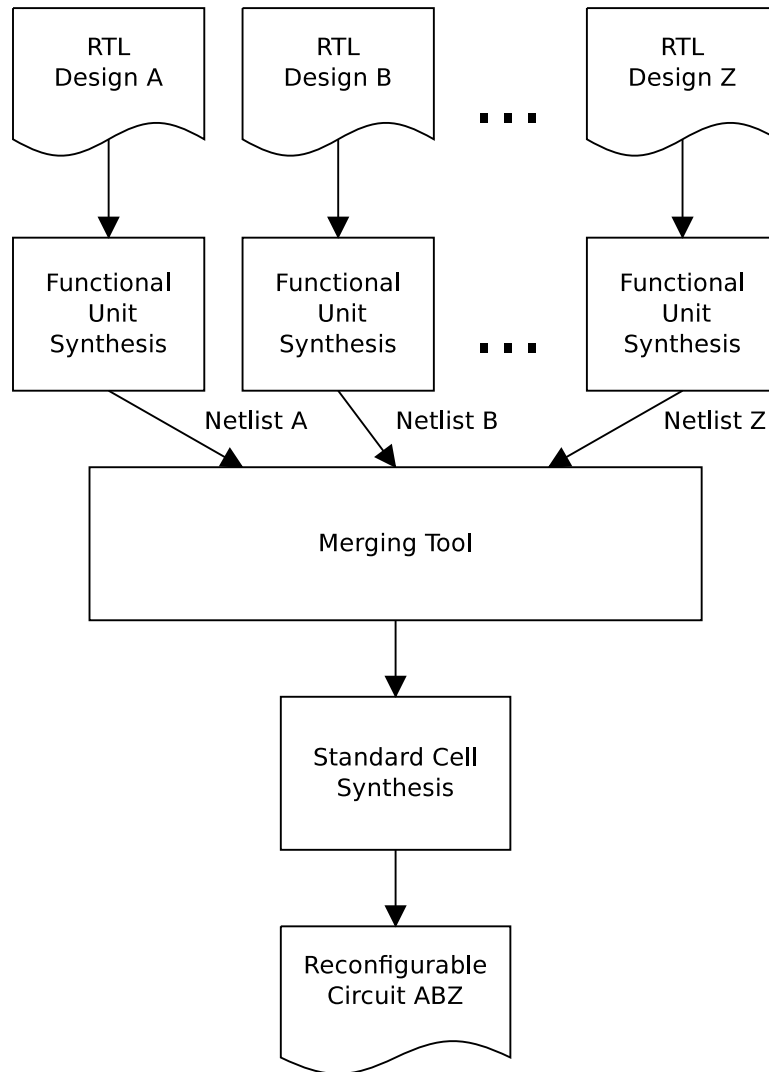 RTL
Design A
RTL
Design B
RTL
Design Z
...
Functional
Unit
Synthesis
Functional
Unit
Synthesis
Functional
Unit
Synthesis
...
Netlist A
Netlist B
Netlist Z
Merging Tool
Standard Cell
Synthesis
Reconfigurable
Circuit ABZ